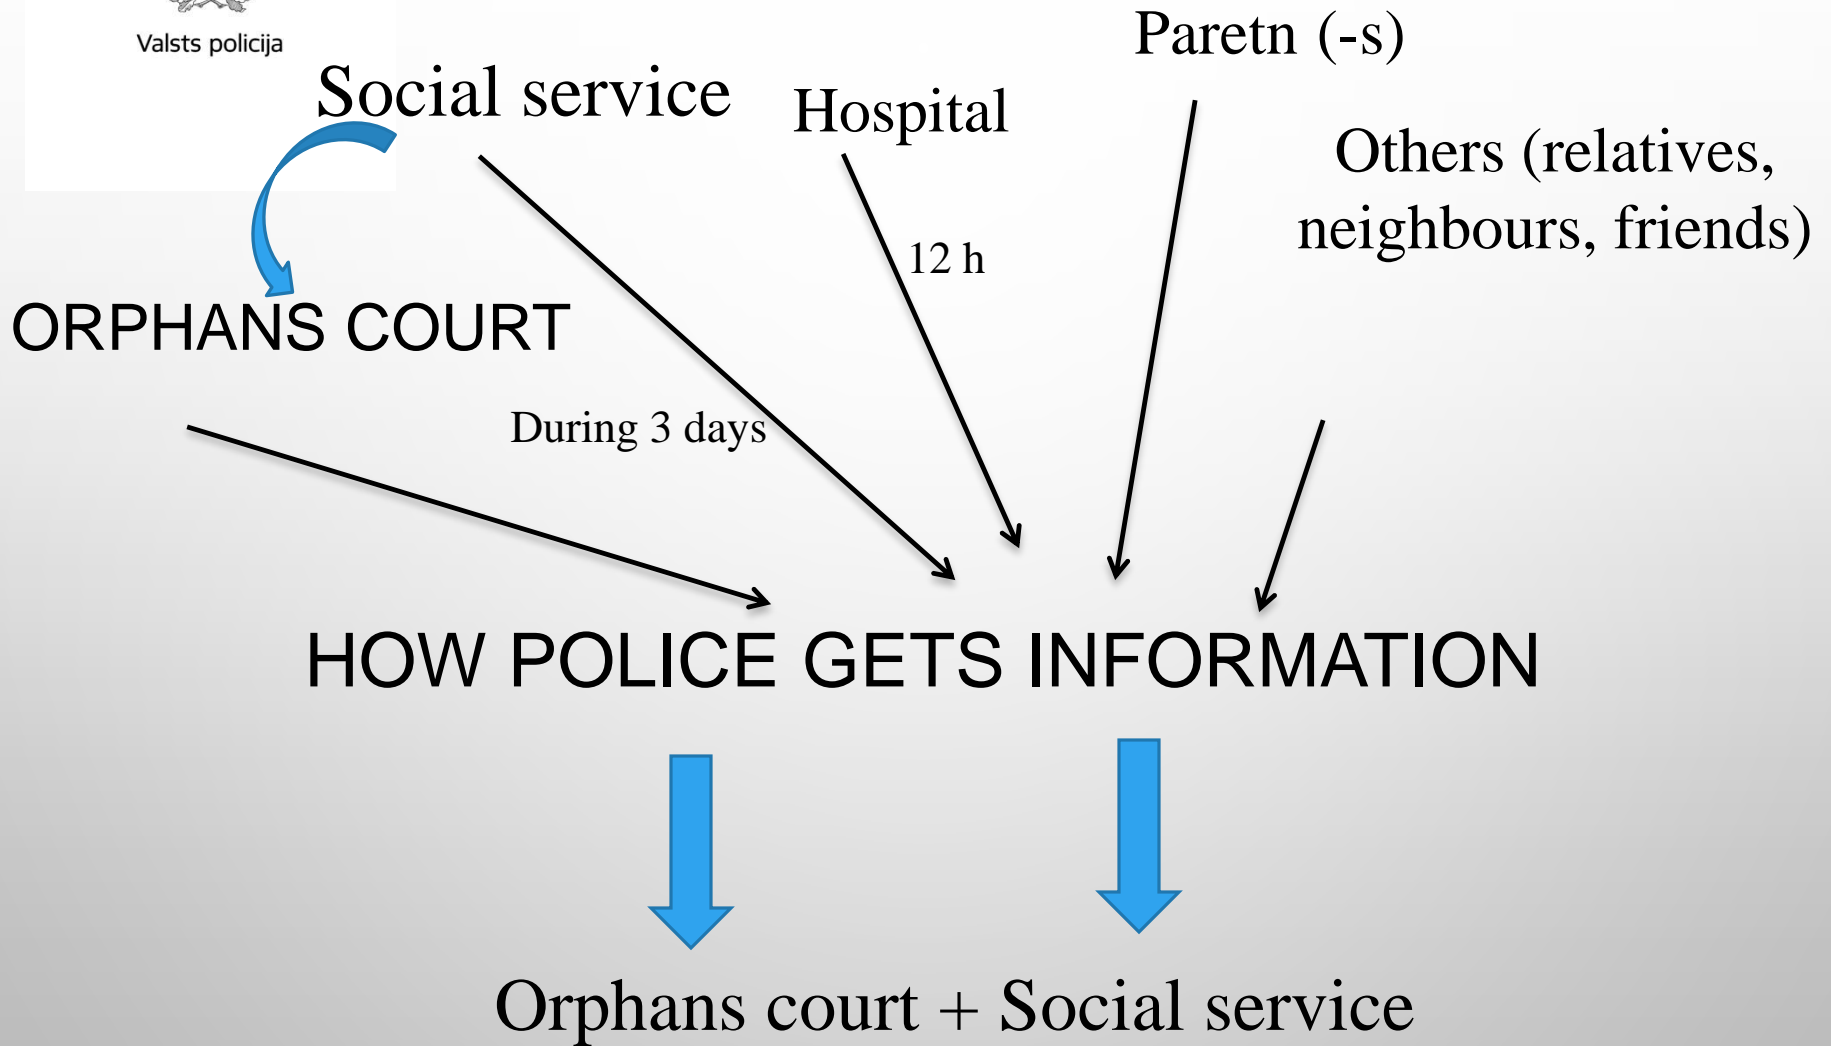 Valsts policija
Paretn (-s)
Social service
Hospital
Others (relatives,
neighbours, friends)
12 h
ORPHANS COURT
During 3 days
HOW POLICE GETS INFORMATION
Orphans court + Social service